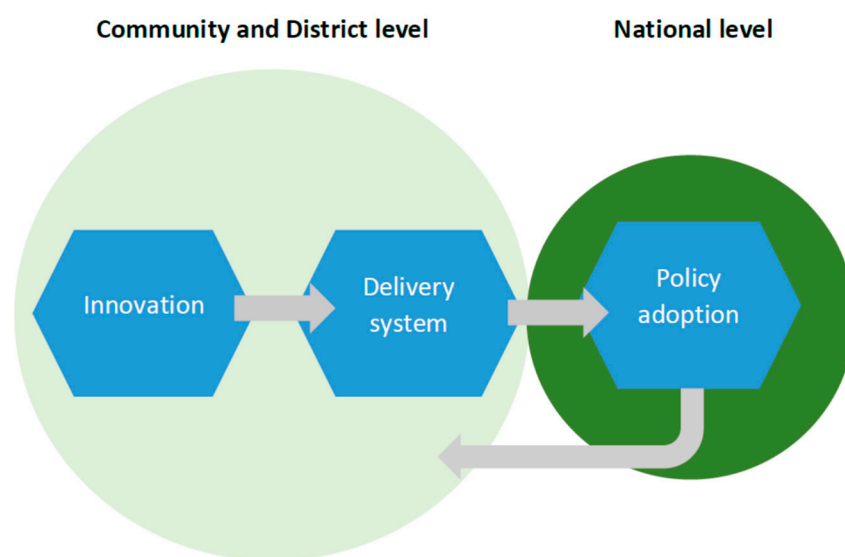 Community and District level
National level
Innovation
Delivery
system
Policy
adoption